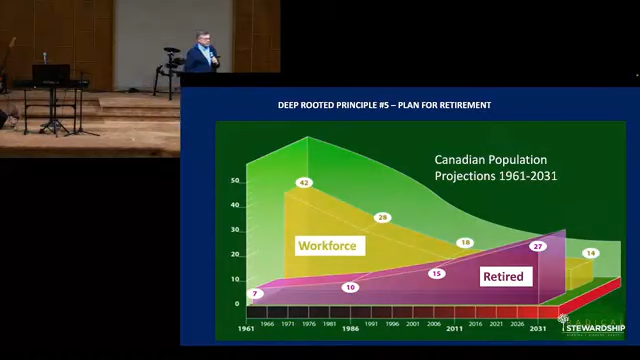 DEEP ROOTED PRINCIPLE #5 – PLAN FOR RETIREMENT
Canadian Population
Projections 1961-2031
50
40
30
20
10
0
42
28
18
14
Workforce
27
15
10
7
Retired
1961 1966 1971 1976 1981 1986 1991 1996 2001 2006 2011 2016 2021 2026 2031
RADICAL
STEWARDSHIP